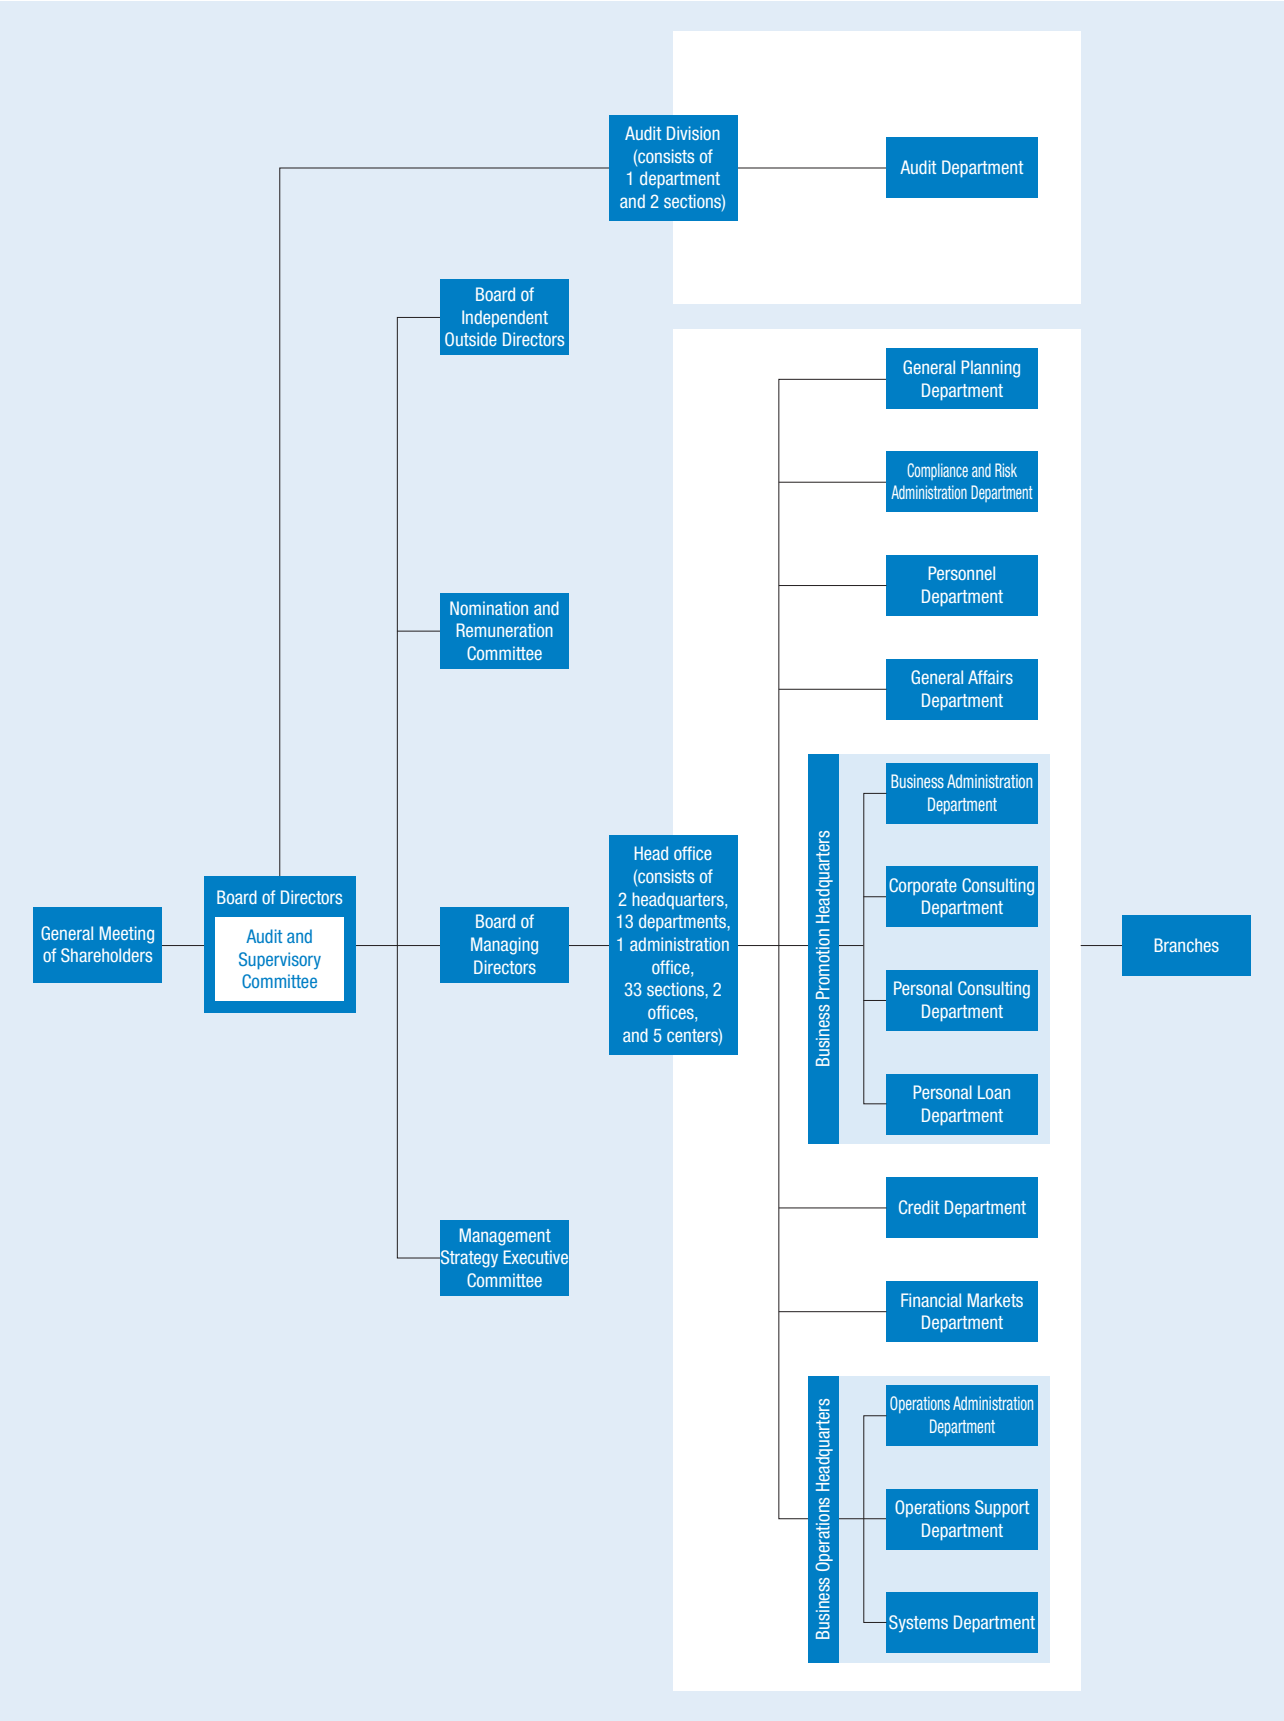 Audit Division
(consists of
1 department
and 2 sections)
Audit Department
Board of
Independent
Outside Directors
General Planning
Department
Compliance and Risk
Administration Department
Personnel
Department
Nomination and
Remuneration
Committee
General Affairs
Department
General Meeting
of Shareholders
Board of Directors
Audit and
Supervisory
Committee
Board of
Managing
Directors
Head office
(consists of
2 headquarters,
13 departments,
1 administration
office,
33 sections, 2
offices,
and 5 centers)
Business Promotion Headquarters
Business Administration
Department
Corporate Consulting
Department
Personal Consulting
Department
Personal Loan
Department
Branches
Management
Strategy Executive
Committee
Credit Department
Financial Markets
Department
Business Operations Headquarters
Operations Administration
Department
Operations Support
Department
Systems Department